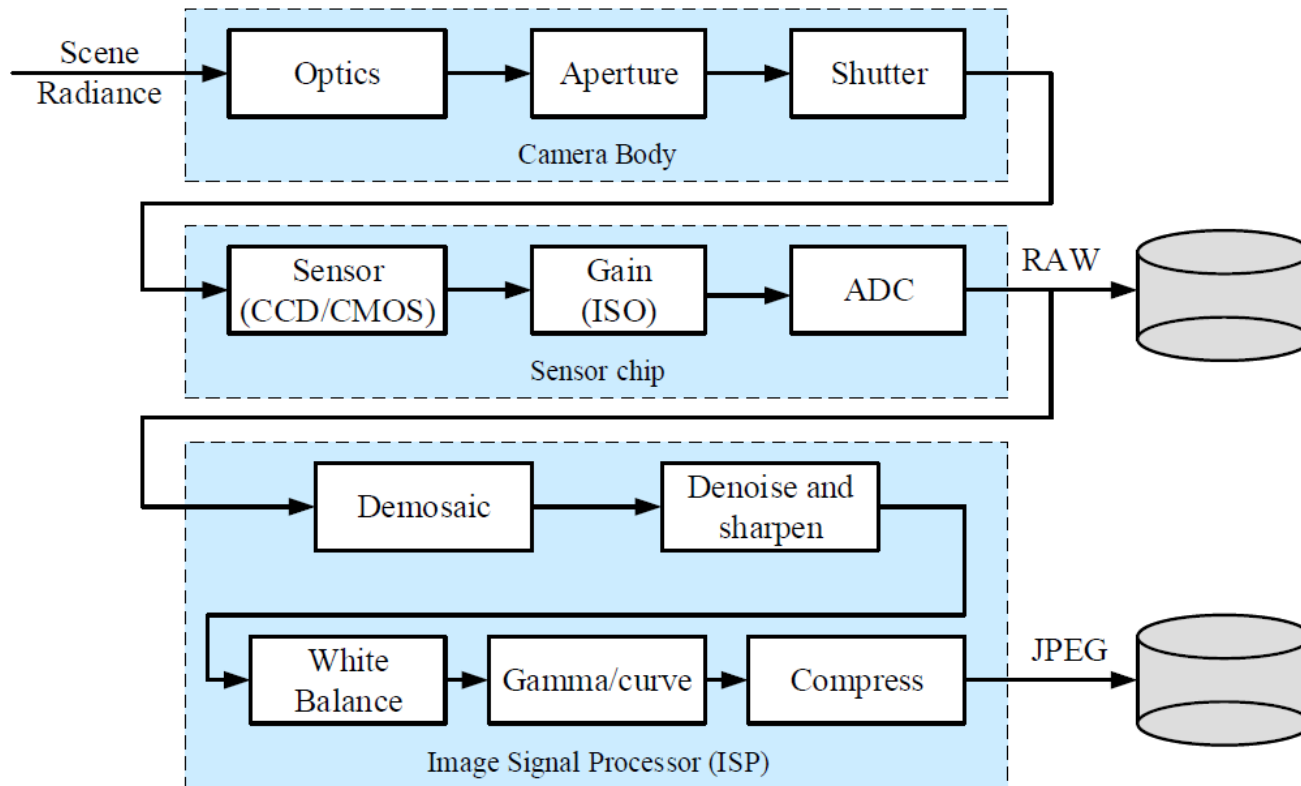 Scene
Radiance
Optics
Aperture
Shutter
Camera Body
Sensor
(CCD/CMOS)
Gain
(ISO)
ADC
RAW
Sensor chip
Demosaic
Denoise and
sharpen
White
Balance
Gamma/curve
Compress
JPEG
Image Signal Processor (ISP)